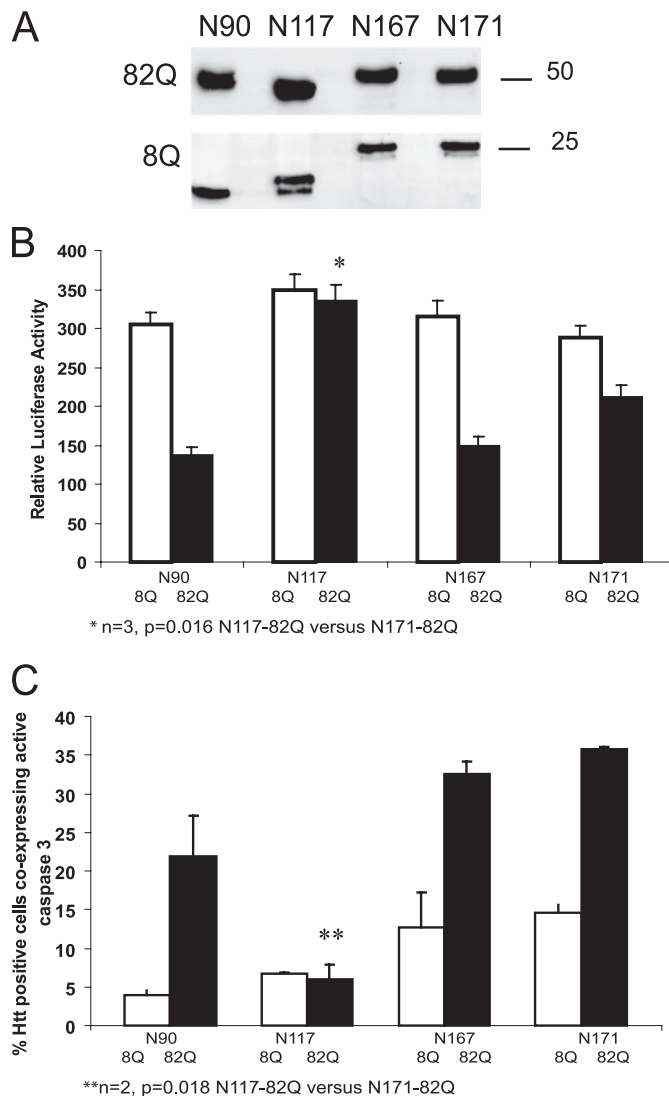 A
N90 N117 N167 N171
82Q
50
8Q
25
B
Relative Luciferase Activity
400
350
300
250
200
150
100
50
0
*
N90 N117 N167 N171
8Q 82Q 8Q 82Q 8Q 82Q 8Q 82Q
* n=3, p=0.016 N117-82Q versus N171-82Q
C
% Htt positive cells co-expressing active
caspase 3
40
35
30
25
20
15
10
5
0
**
N90 N117 N167 N171
8Q 82Q 8Q 82Q 8Q 82Q 8Q 82Q
**n=2, p=0.018 N117-82Q versus N171-82Q